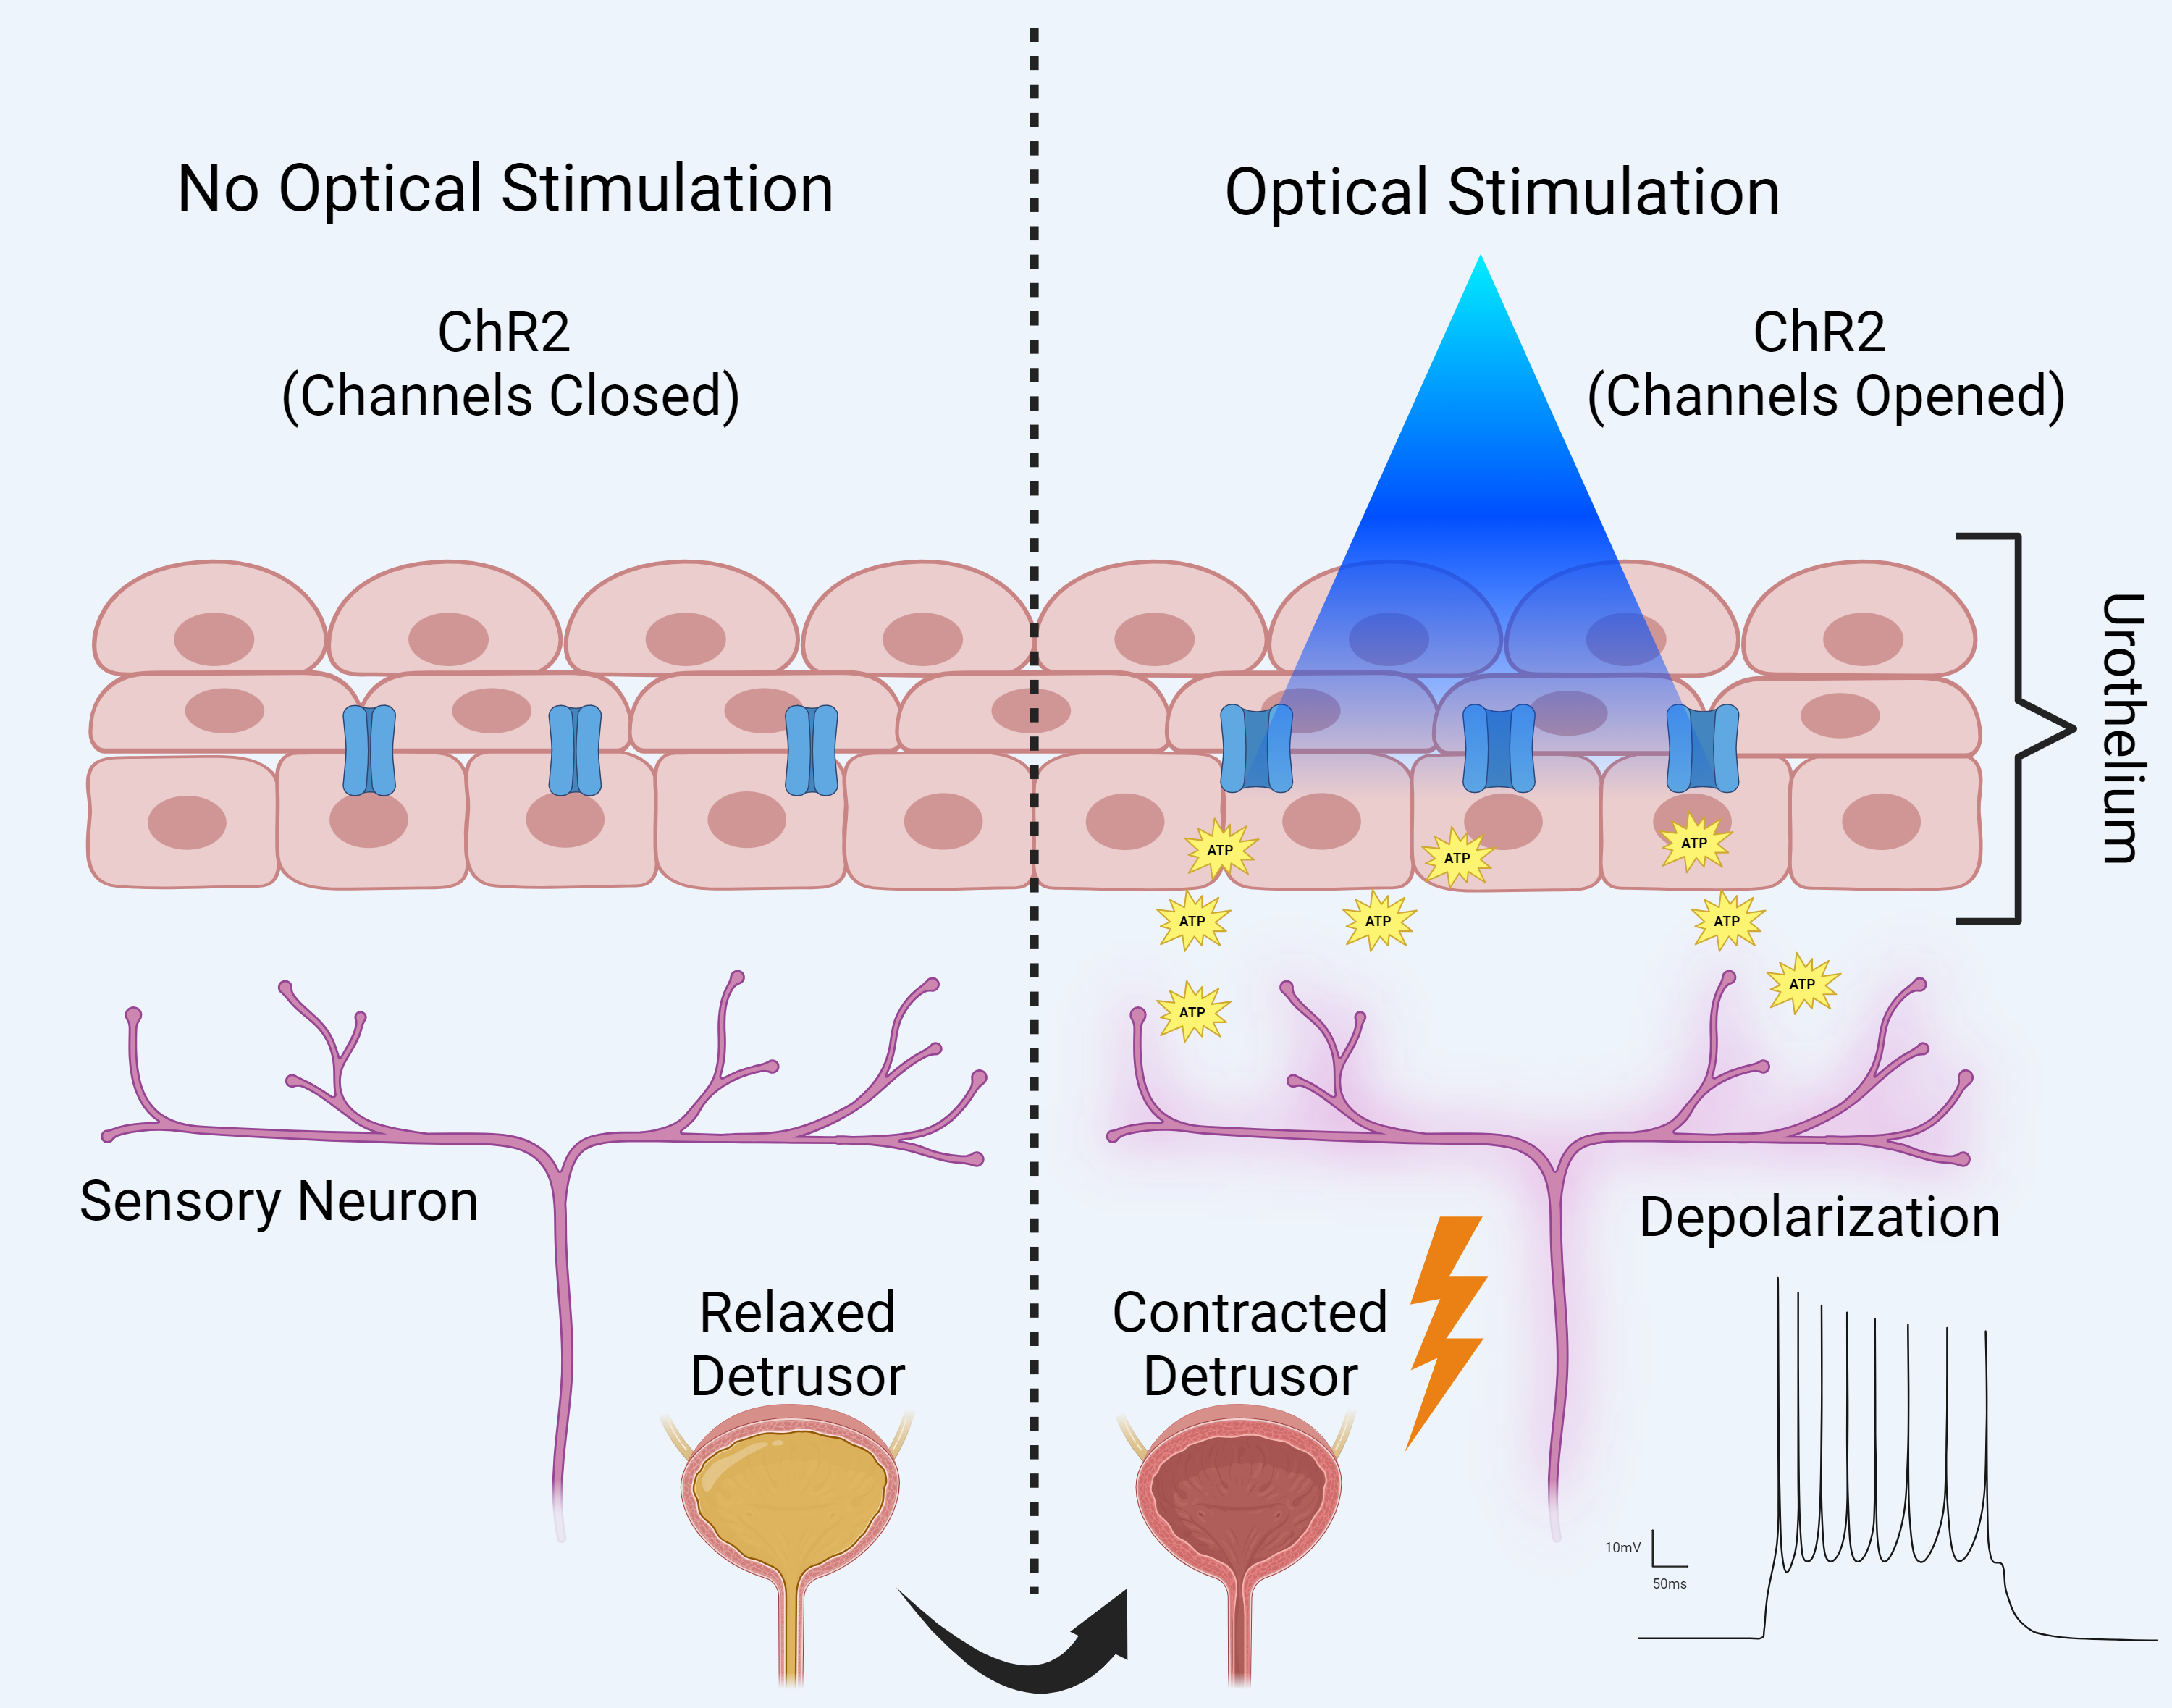 No Optical Stimulation
ChR2
(Channels Closed)
Optical Stimulation
ChR2
(Channels Opened)
Urothelium
ATP
ATP
ATP
ATP
ATP
ATP
ATP
ATP
Sensory Neuron
Relaxed
Detrusor
Contracted
Detrusor
Depolarization
10mV
50ms